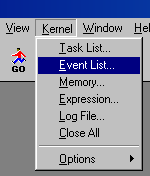 View Kernel Window
GO
Task List...
Event List...
Memory...
Expression...
Log File...
Close All
Options